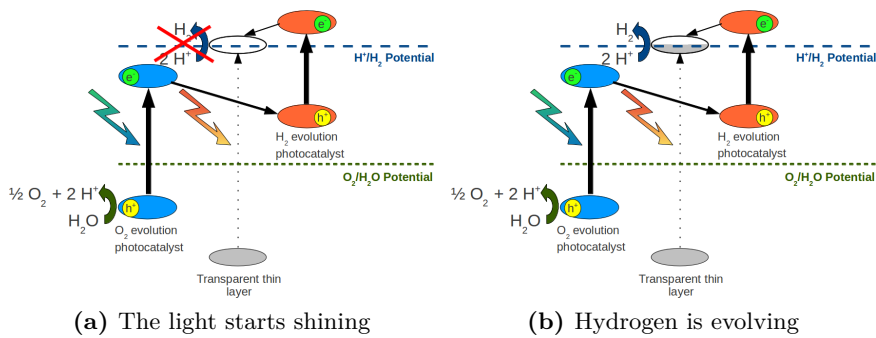 H₂
2 H⁺
e⁻
H⁺/H₂ Potential
e⁻
h⁺
H₂ evolution
photocatalyst
O₂/H₂O Potential
½ O₂ + 2 H⁺
H₂O
h⁺
O₂ evolution
photocatalyst
Transparent thin
layer
(a) The light starts shining
H₂
2 H⁺
e⁻
H⁺/H₂ Potential
e⁻
h⁺
H₂ evolution
photocatalyst
O₂/H₂O Potential
½ O₂ + 2 H⁺
H₂O
h⁺
O₂ evolution
photocatalyst
Transparent thin
layer
(b) Hydrogen is evolving